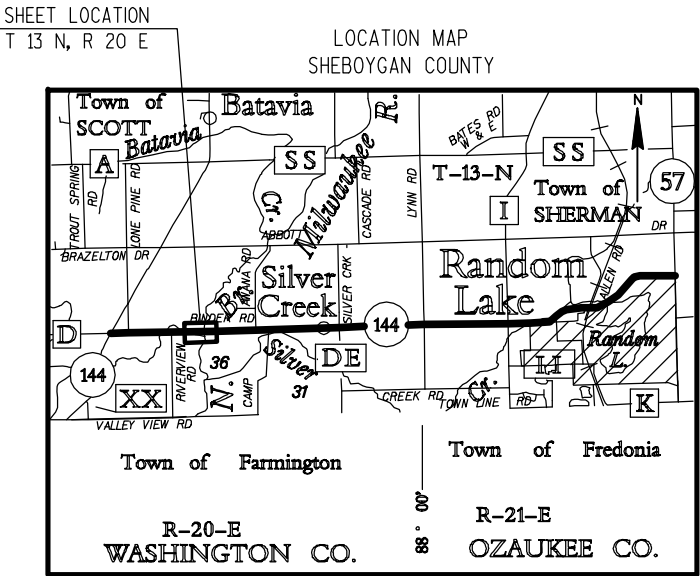 SHEET LOCATION
T 13 N, R 20 E
LOCATION MAP
SHEBOYGAN COUNTY
Town of
SCOTT
Batavia
Batavia
Cr.
A
SS
Milwaukee
R.
BATES RD
W & E
SS
N
57
T-13-N
Town of
SHERMAN
I
TROUT SPRING
RD
LONE PINE RD
CASCADE RD
LYNN RD
ABBOTT
DR
BRAZELTON DR
Silver
Creek
SILVER CRK
Random
Lake
ALLEN RD
Br.
BINDER RD
D
144
144
RIVERVIEW
RD
36
N.
CAMP
Silver
Cr.
DE
31
Random
L.
XX
VALLEY VIEW RD
CREEK RD
TOWN LINE
RD
K
Town of Farmington
Town of Fredonia
88° 00'
R-20-E
WASHINGTON CO.
R-21-E
OZAUKEE CO.